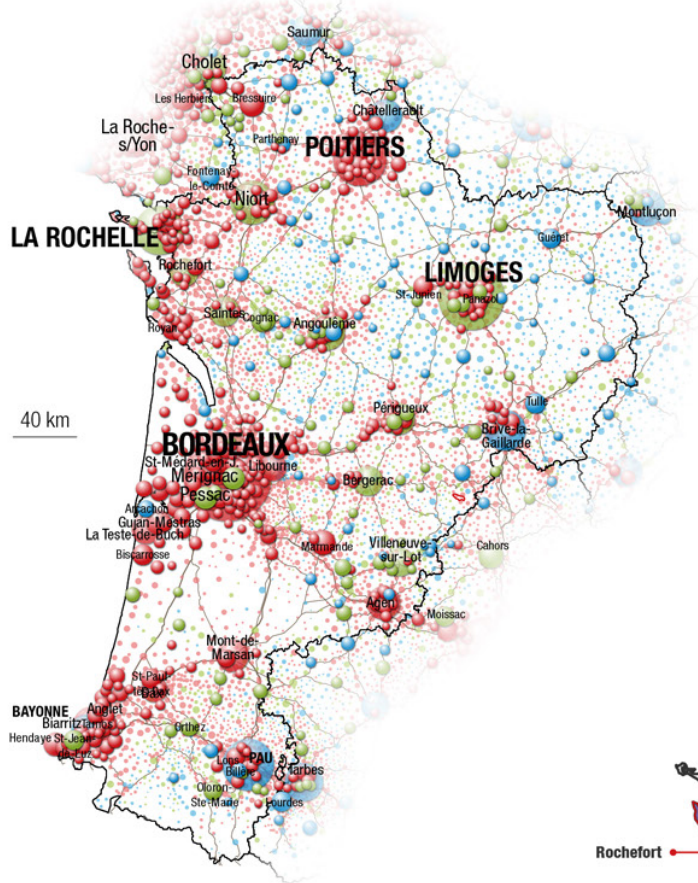 Saumur
Cholet
Les Herbiers
Bressuire
Châtellerault
La Roche-
s/Yon
Parthenay
POITIERS
Fontenay-
le-Comte
Niort
Montluçon
LA ROCHELLE
Guéret
Rochefort
LIMOGES
St-Junien
Panazol
Saintes
Cognac
Angoulême
Royan
40 km
Périgueux
Tulle
Brive-la-
Gaillarde
BORDEAUX
St-Médard-en-J.
Libourne
Mérignac
Pessac
Bergerac
Arcachon
Gujan-Mestras
La Teste-de-Buch
Biscarrosse
Marmande
Villeneuve-
sur-Lot
Cahors
Agen
Moissac
Mont-de-
Marsan
St-Paul-
lès-Dax
Dax
BAYONNE
Anglet
Biarritz
Tarnos
Hendaye
St-Jean-
de-Luz
Orthez
Lons
PAU
Billère
Tarbes
Oloron-
Ste-Marie
Lourdes
Rochefort